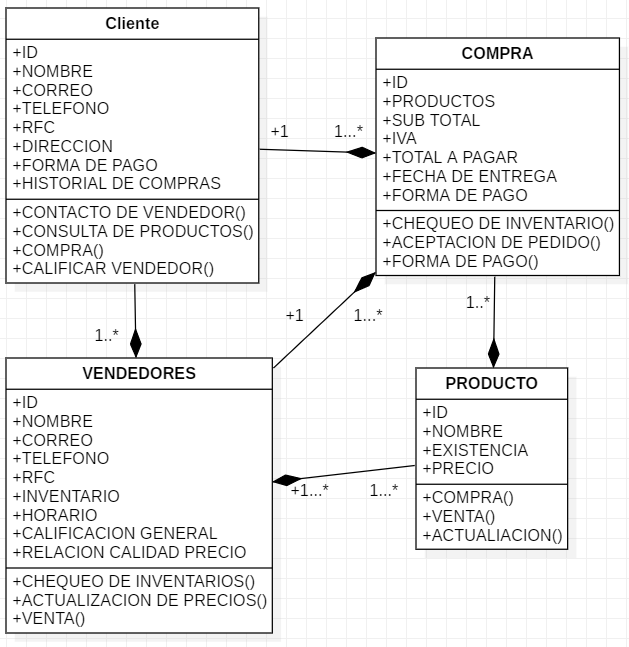 Cliente
+ID
+NOMBRE
+CORREO
+TELEFONO
+RFC
+DIRECCION
+FORMA DE PAGO
+HISTORIAL DE COMPRAS
+CONTACTO DE VENDEDOR()
+CONSULTA DE PRODUCTOS()
+COMPRA()
+CALIFICAR VENDEDOR()
+1
1...*
COMPRA
+ID
+PRODUCTOS
+SUB TOTAL
+IVA
+TOTAL A PAGAR
+FECHA DE ENTREGA
+FORMA DE PAGO
+CHEQUEO DE INVENTARIO()
+ACEPTACION DE PEDIDO()
+FORMA DE PAGO()
1..*
+1
1...*
1..*
VENDEDORES
+ID
+NOMBRE
+CORREO
+TELEFONO
+RFC
+INVENTARIO
+HORARIO
+CALIFICACION GENERAL
+RELACION CALIDAD PRECIO
+CHEQUEO DE INVENTARIOS()
+ACTUALIZACION DE PRECIOS()
+VENTA()
+1...*
1...*
PRODUCTO
+ID
+NOMBRE
+EXISTENCIA
+PRECIO
+COMPRA()
+VENTA()
+ACTUALIACION()